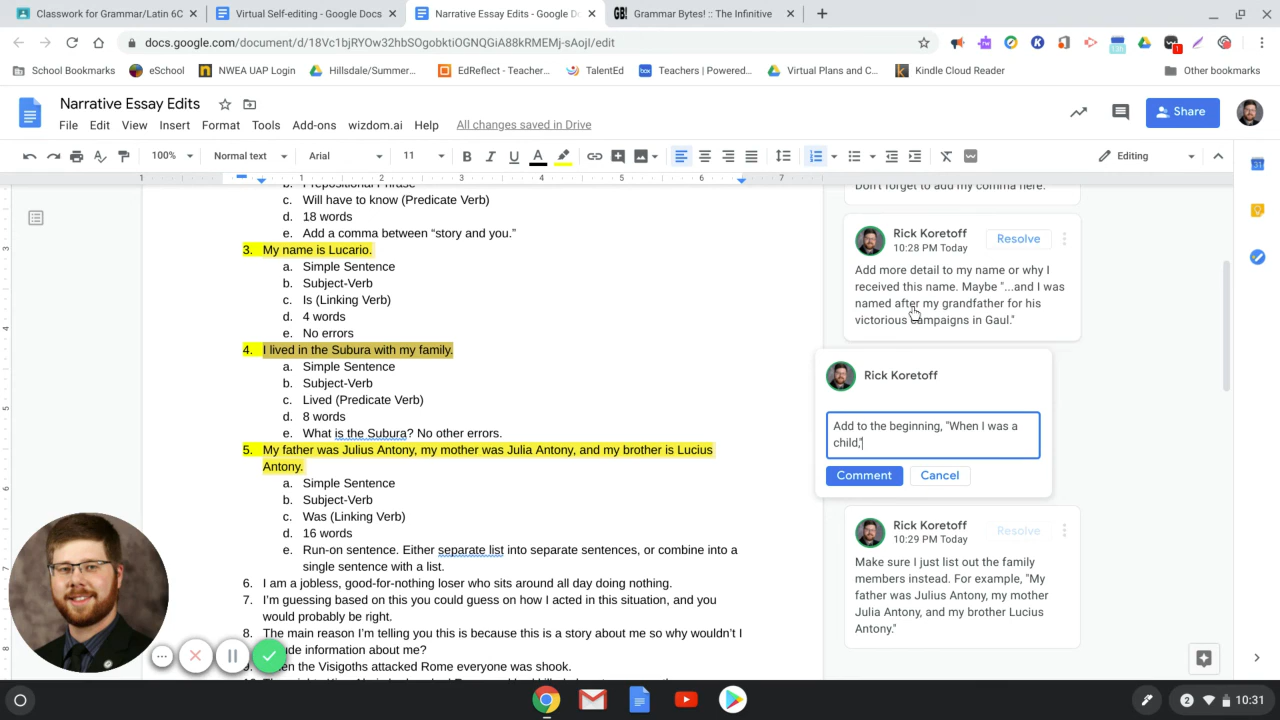 Classwork for Grammar/Latin 6C
Virtual Self-editing - Google Docs
Narrative Essay Edits - Google D
GB! Grammar Bytes! :: The Infinitive
docs.google.com/document/d/18Vc1bjRYOw32hbSOgobktiOGNQGiA88kRMEMj-sAojI/edit
School Bookmarks
eSchool
NWEA UAP Login
Hillsdale/Summer...
EdReflect - Teacher...
TalentEd
box Teachers | Powered...
Virtual Plans and C...
Kindle Cloud Reader
Other bookmarks
Narrative Essay Edits
File Edit View Insert Format Tools Add-ons wizdom.ai Help All changes saved in Drive
Share
100% Normal text Arial 11 B I U A Editing
1 1 2 3 4 5 6 7
b. Prepositional Phrase
c. Will have to know (Predicate Verb)
d. 18 words
e. Add a comma between “story and you.”
3. My name is Lucario.
a. Simple Sentence
b. Subject-Verb
c. Is (Linking Verb)
d. 4 words
e. No errors
4. I lived in the Subura with my family.
a. Simple Sentence
b. Subject-Verb
c. Lived (Predicate Verb)
d. 8 words
e. What is the Subura? No other errors.
5. My father was Julius Antony, my mother was Julia Antony, and my brother is Lucius
Antony.
a. Simple Sentence
b. Subject-Verb
c. Was (Linking Verb)
d. 16 words
e. Run-on sentence. Either separate list into separate sentences, or combine into a
single sentence with a list.
6. I am a jobless, good-for-nothing loser who sits around all day doing nothing.
7. I’m guessing based on this you could guess on how I acted in this situation, and you
would probably be right.
8. The main reason I’m telling you this is because this is a story about me so why wouldn’t I
ude information about me?
en the Visigoths attacked Rome everyone was shook.
Don't forget to add my comma here.
Rick Koretoff
10:28 PM Today
Resolve
Add more detail to my name or why I
received this name. Maybe "...and I was
named after my grandfather for his
victorious campaigns in Gaul."
Rick Koretoff
Add to the beginning, "When I was a
child,"
Comment Cancel
Rick Koretoff
10:29 PM Today
Resolve
Make sure I just list out the family
members instead. For example, "My
father was Julius Antony, my mother
Julia Antony, and my brother Lucius
Antony."
2 10:31